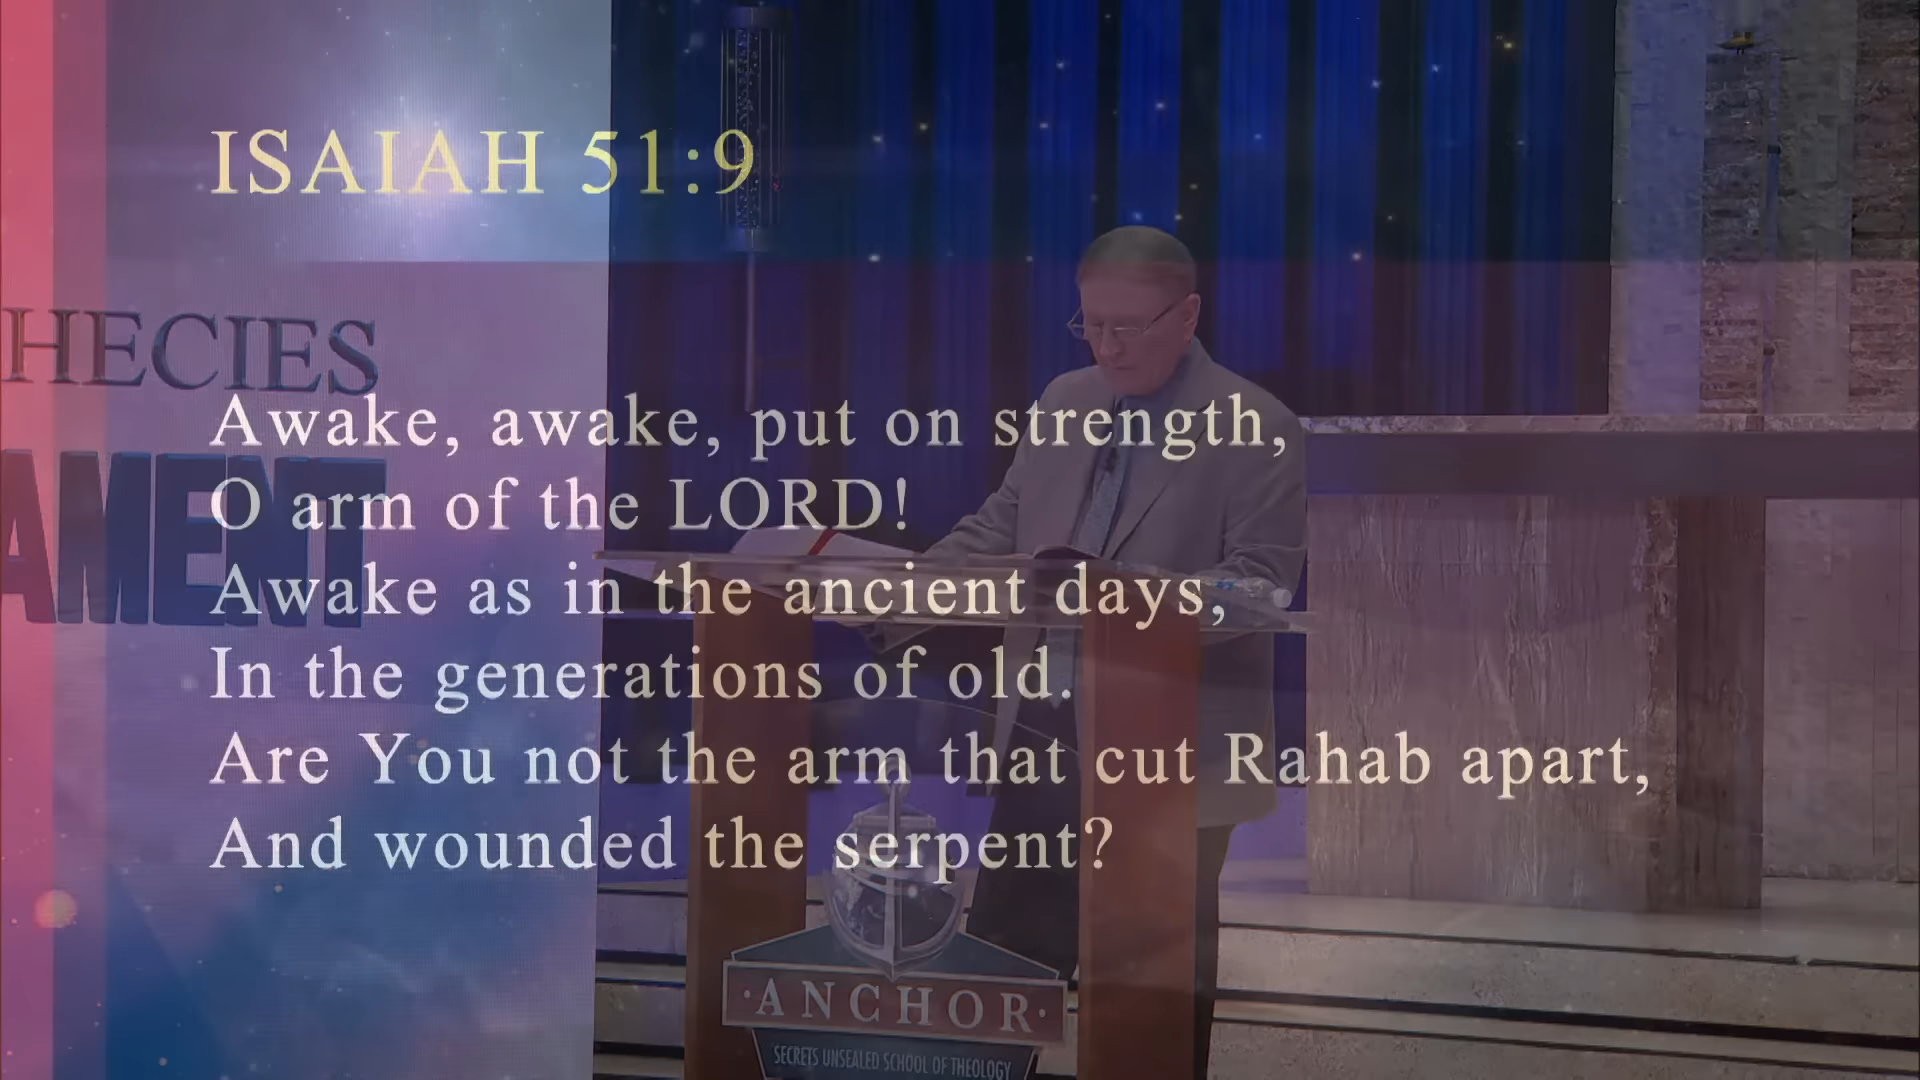 ISAIAH 51:9
HECIES
AMENT
Awake, awake, put on strength,
O arm of the LORD!
Awake as in the ancient days,
In the generations of old.
Are You not the arm that cut Rahab apart,
And wounded the serpent?
·ANCHOR·
SECRETS UNSEALED SCHOOL OF THEOLOGY